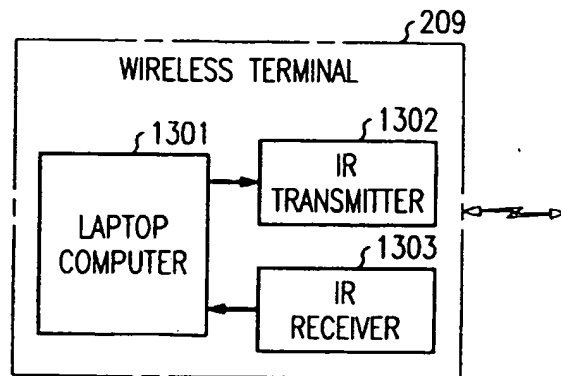 209
WIRELESS TERMINAL
1301
1302
LAPTOP
COMPUTER
IR
TRANSMITTER
1303
IR
RECEIVER